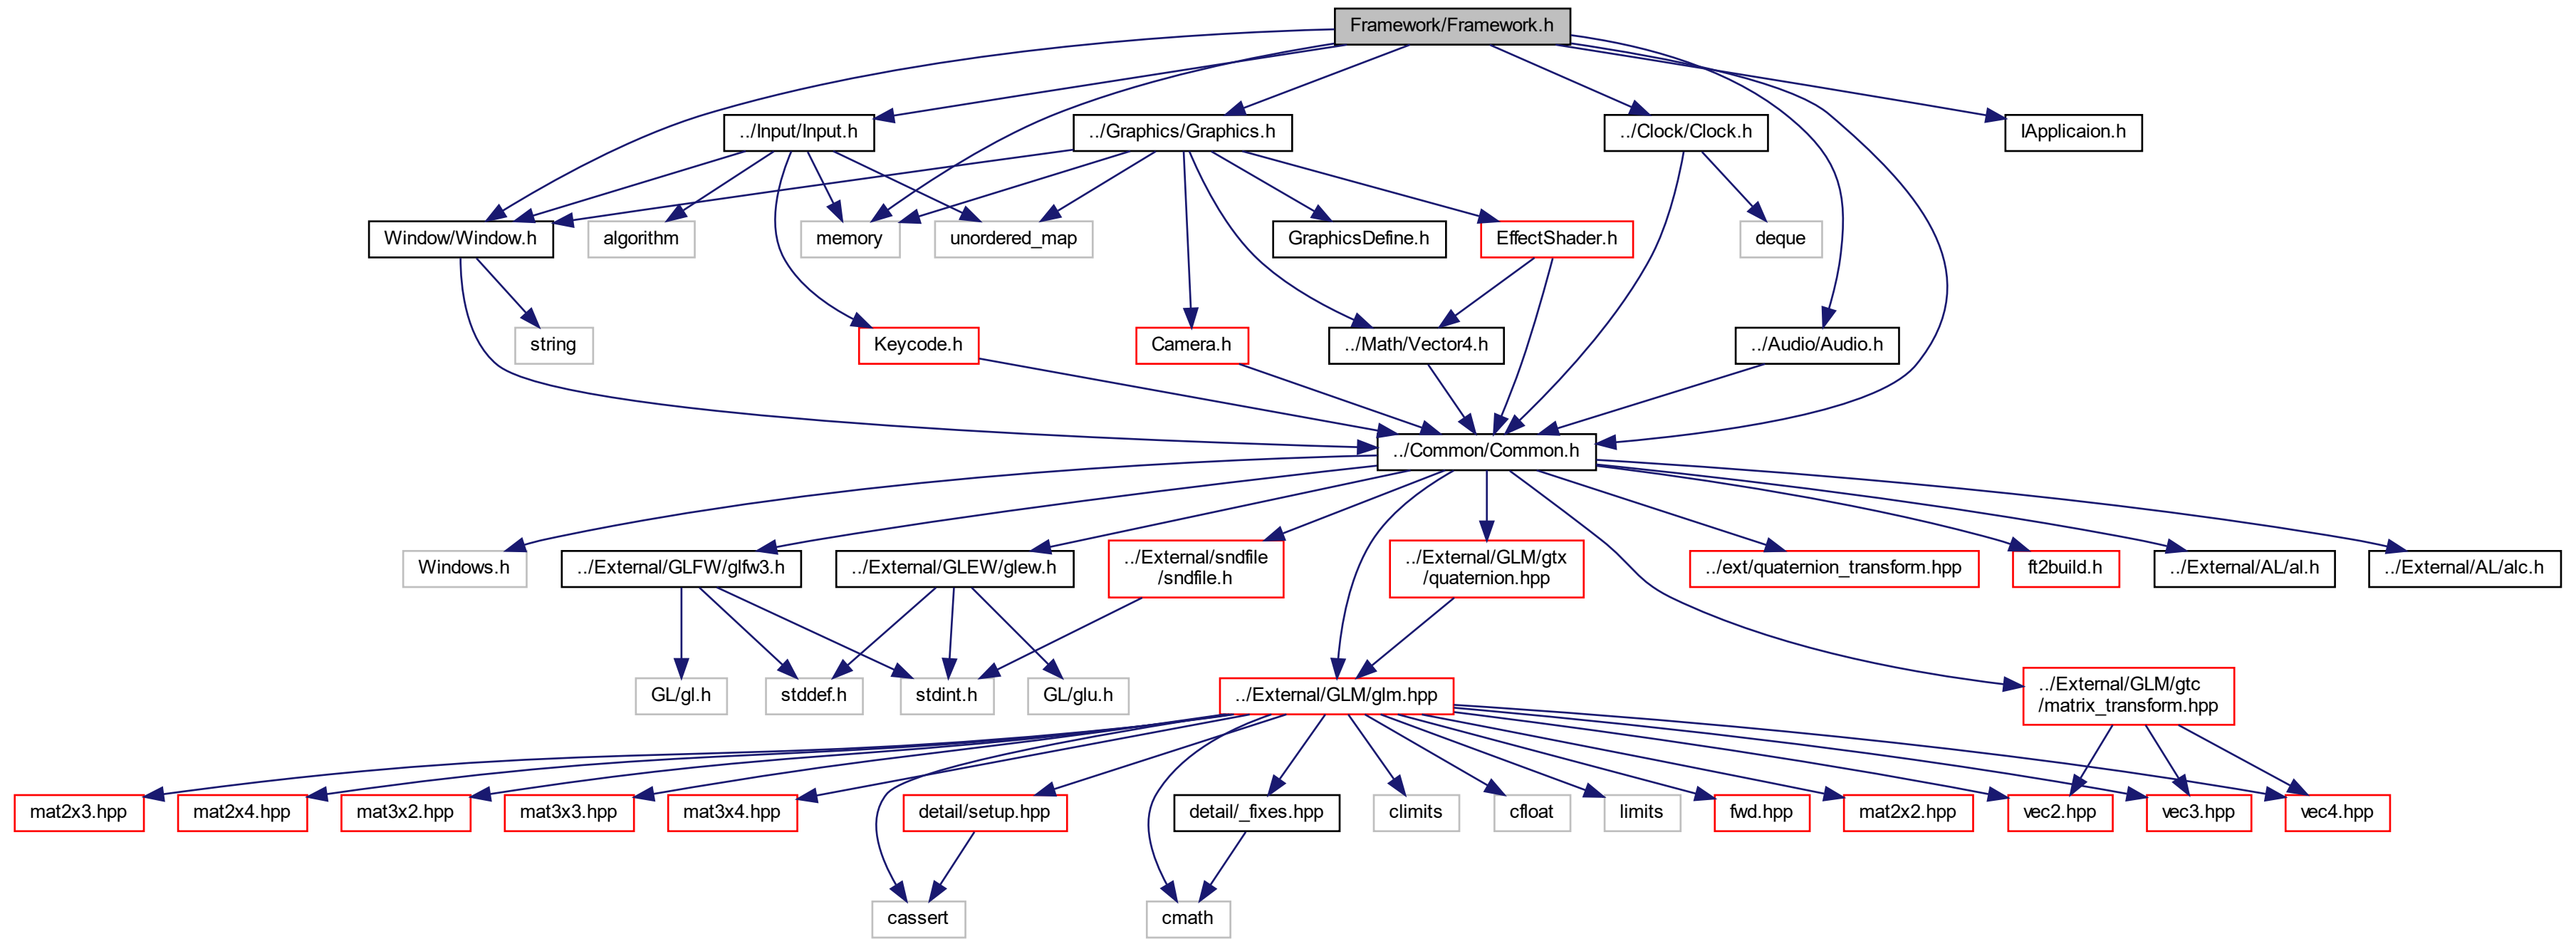 Framework/Framework.h
../Input/Input.h
../Graphics/Graphics.h
../Clock/Clock.h
IApplicaion.h
Window/Window.h
algorithm
memory
unordered_map
GraphicsDefine.h
EffectShader.h
deque
string
Keycode.h
Camera.h
../Math/Vector4.h
../Audio/Audio.h
../Common/Common.h
Windows.h
../External/GLFW/glfw3.h
../External/GLEW/glew.h
../External/sndfile
/sndfile.h
../External/GLM/gtx
/quaternion.hpp
../ext/quaternion_transform.hpp
ft2build.h
../External/AL/al.h
../External/AL/alc.h
GL/gl.h
stddef.h
stdint.h
GL/glu.h
../External/GLM/glm.hpp
../External/GLM/gtc
/matrix_transform.hpp
mat2x3.hpp
mat2x4.hpp
mat3x2.hpp
mat3x3.hpp
mat3x4.hpp
detail/setup.hpp
detail/_fixes.hpp
climits
cfloat
limits
fwd.hpp
mat2x2.hpp
vec2.hpp
vec3.hpp
vec4.hpp
cassert
cmath